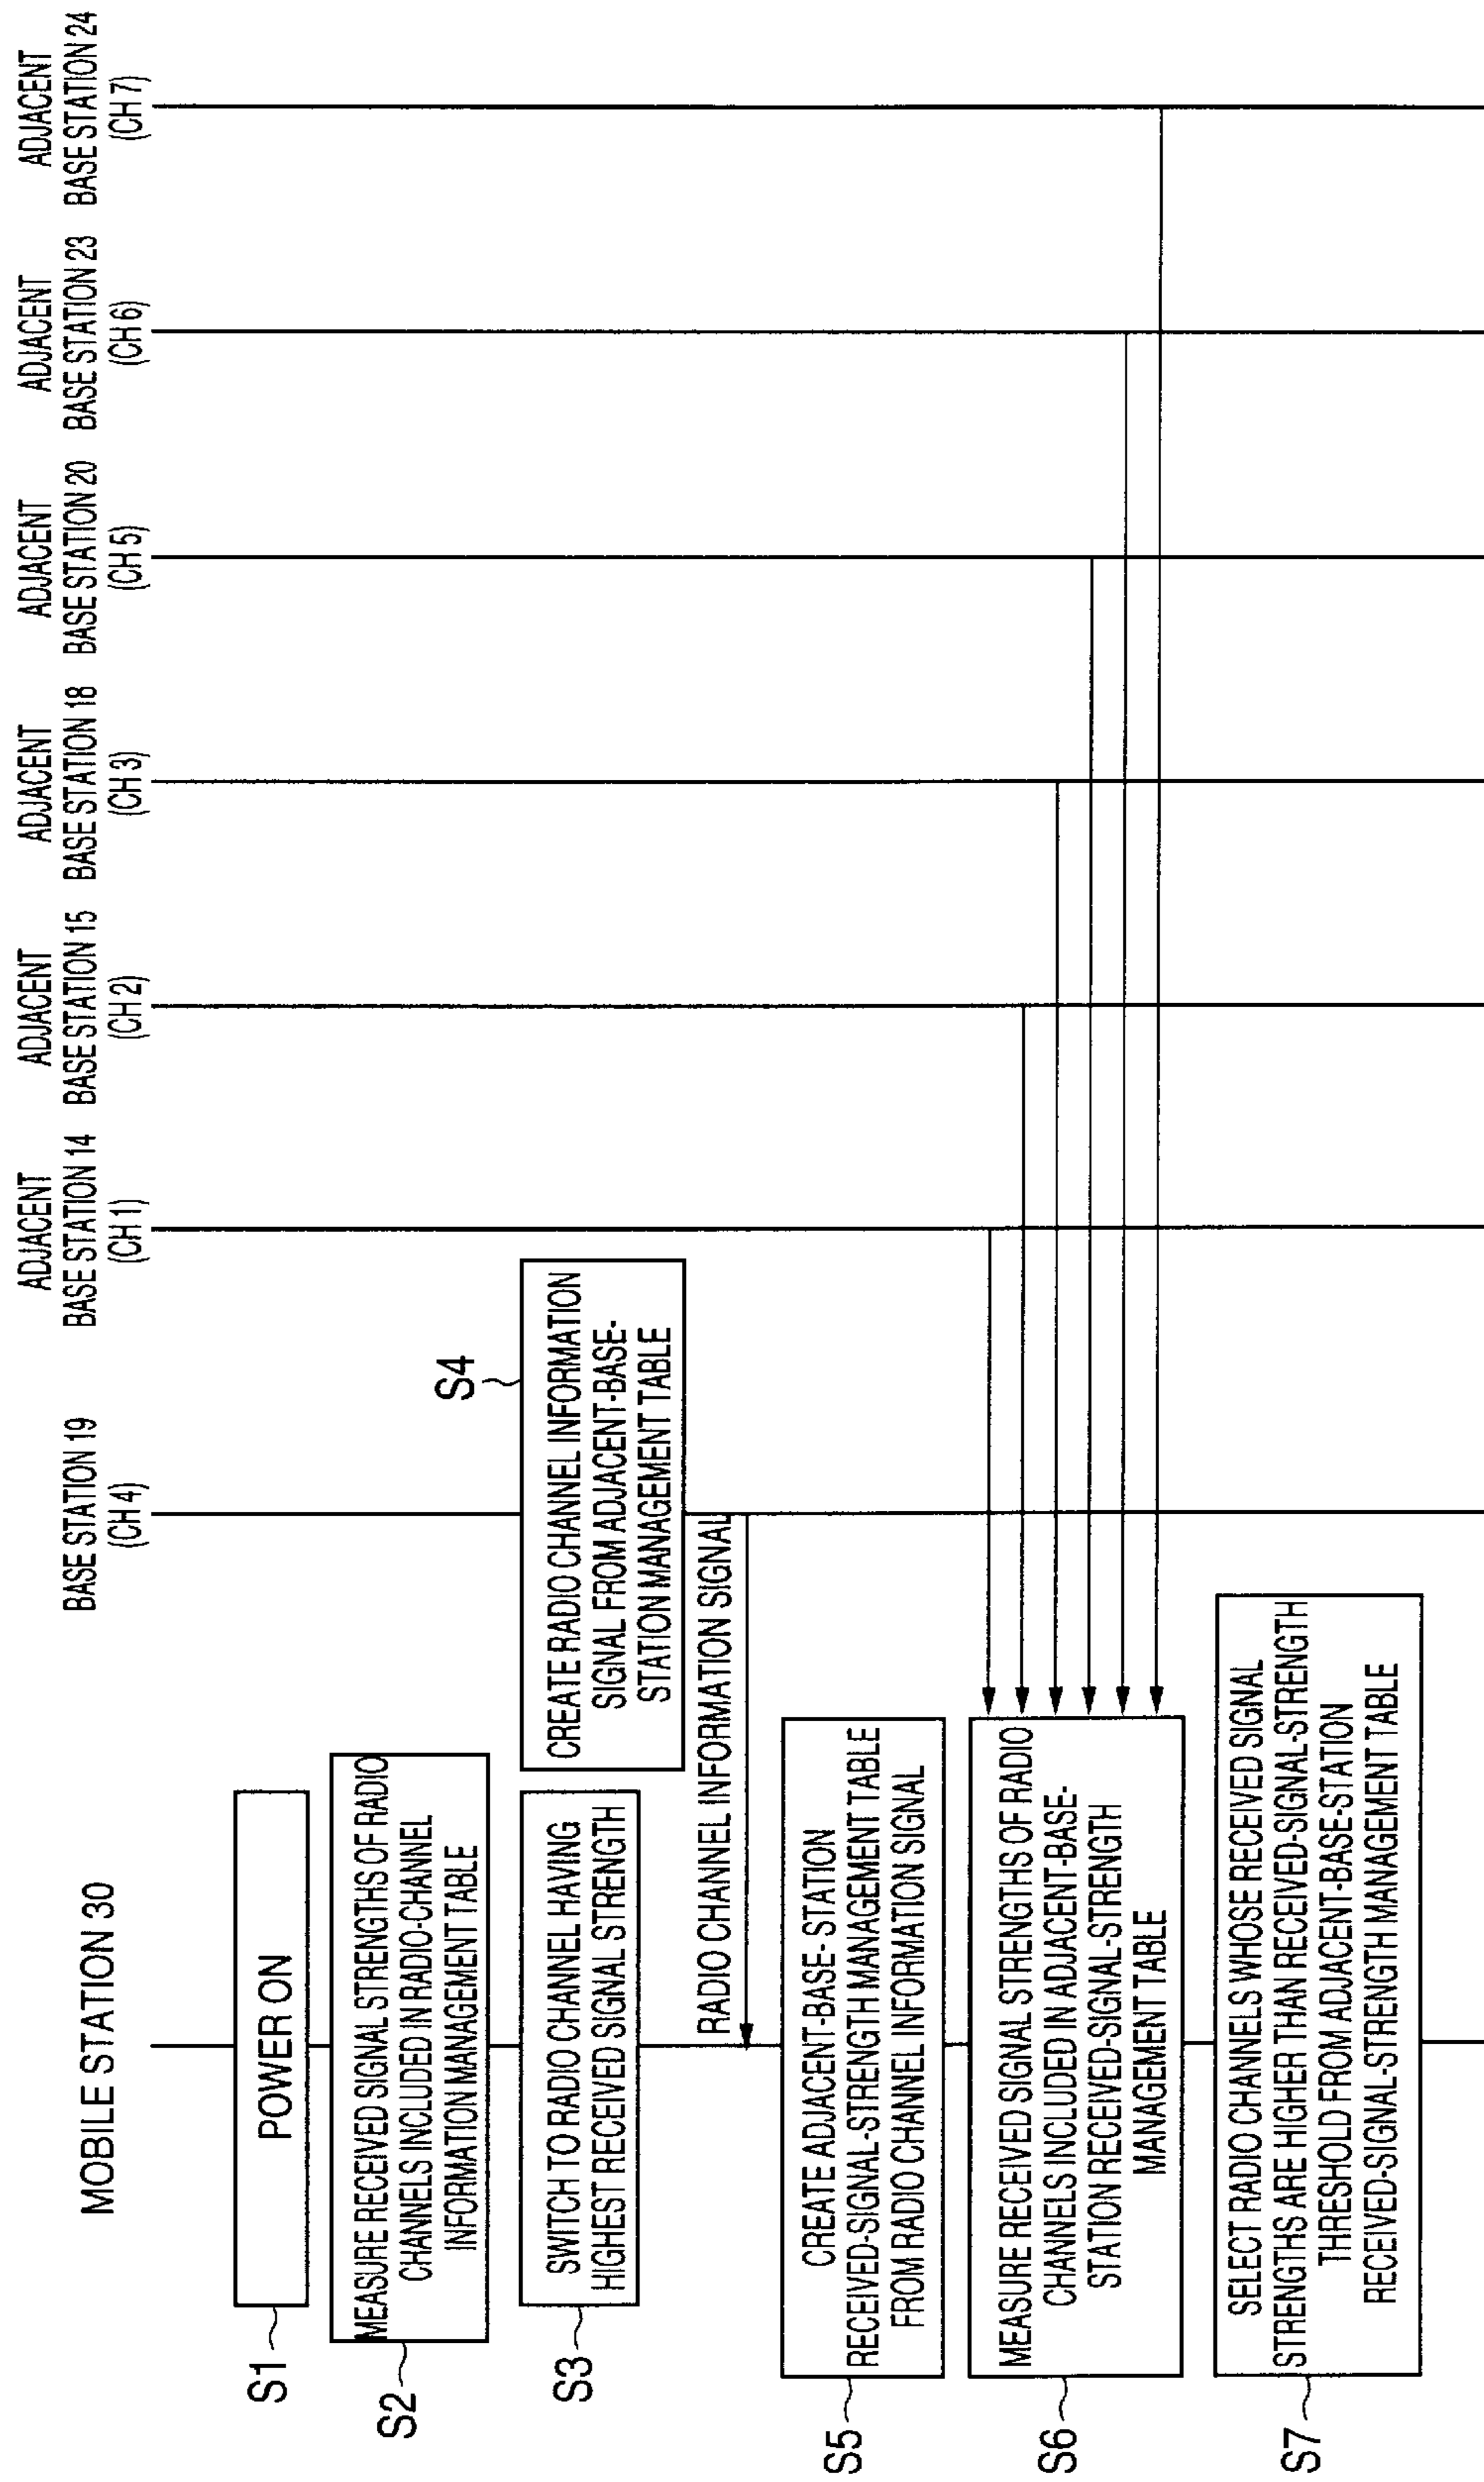 MOBILE STATION 30
BASE STATION 19
(CH 4)
ADJACENT
BASE STATION 14
(CH 1)
ADJACENT
BASE STATION 15
(CH 2)
ADJACENT
BASE STATION 18
(CH 3)
ADJACENT
BASE STATION 20
(CH 5)
ADJACENT
BASE STATION 23
(CH 6)
ADJACENT
BASE STATION 24
(CH 7)
S1
POWER ON
S2
MEASURE RECEIVED SIGNAL STRENGTHS OF RADIO
CHANNELS INCLUDED IN RADIO-CHANNEL
INFORMATION MANAGEMENT TABLE
S3
SWITCH TO RADIO CHANNEL HAVING
HIGHEST RECEIVED SIGNAL STRENGTH
S4
CREATE RADIO CHANNEL INFORMATION
SIGNAL FROM ADJACENT-BASE-
STATION MANAGEMENT TABLE
RADIO CHANNEL INFORMATION SIGNAL
S5
CREATE ADJACENT-BASE- STATION
RECEIVED-SIGNAL-STRENGTH MANAGEMENT TABLE
FROM RADIO CHANNEL INFORMATION SIGNAL
S6
MEASURE RECEIVED SIGNAL STRENGTHS OF RADIO
CHANNELS INCLUDED IN ADJACENT-BASE-
STATION RECEIVED-SIGNAL-STRENGTH
MANAGEMENT TABLE
S7
SELECT RADIO CHANNELS WHOSE RECEIVED SIGNAL
STRENGTHS ARE HIGHER THAN RECEIVED-SIGNAL-STRENGTH
THRESHOLD FROM ADJACENT-BASE-STATION
RECEIVED-SIGNAL-STRENGTH MANAGEMENT TABLE